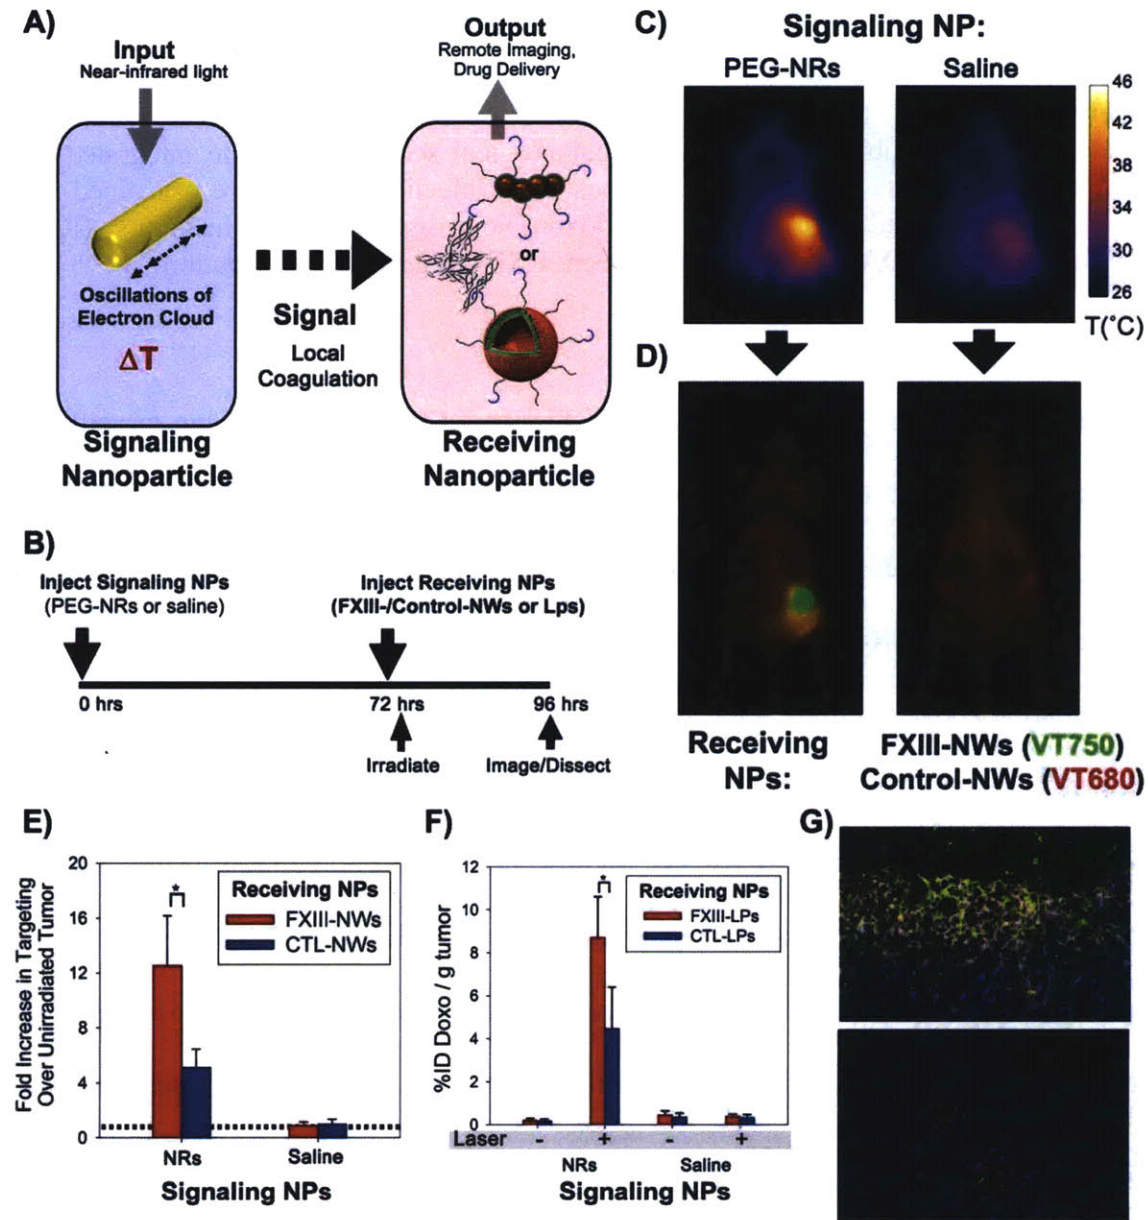 A)
Input
Near-infrared light
Output
Remote Imaging,
Drug Delivery
Oscillations of
Electron Cloud
ΔT
Signal
Local
Coagulation
or
Signaling
Nanoparticle
Receiving
Nanoparticle
B)
Inject Signaling NPs
(PEG-NRs or saline)
Inject Receiving NPs
(FXIII-/Control-NWs or Lps)
0 hrs
72 hrs
96 hrs
Irradiate
Image/Dissect
C)
Signaling NP:
PEG-NRs
Saline
46
42
38
34
30
26
T(°C)
D)
Receiving
NPs:
FXIII-NWs (VT750)
Control-NWs (VT680)
E)
Fold Increase in Targeting
Over Unirradiated Tumor
20
16
12
8
4
0
*
Receiving NPs
FXIII-NWs
CTL-NWs
NRs
Saline
Signaling NPs
F)
%ID Doxo / g tumor
12
10
8
6
4
2
0
*
Receiving NPs
FXIII-LPs
CTL-LPs
Laser - + - +
NRs
Saline
Signaling NPs
G)